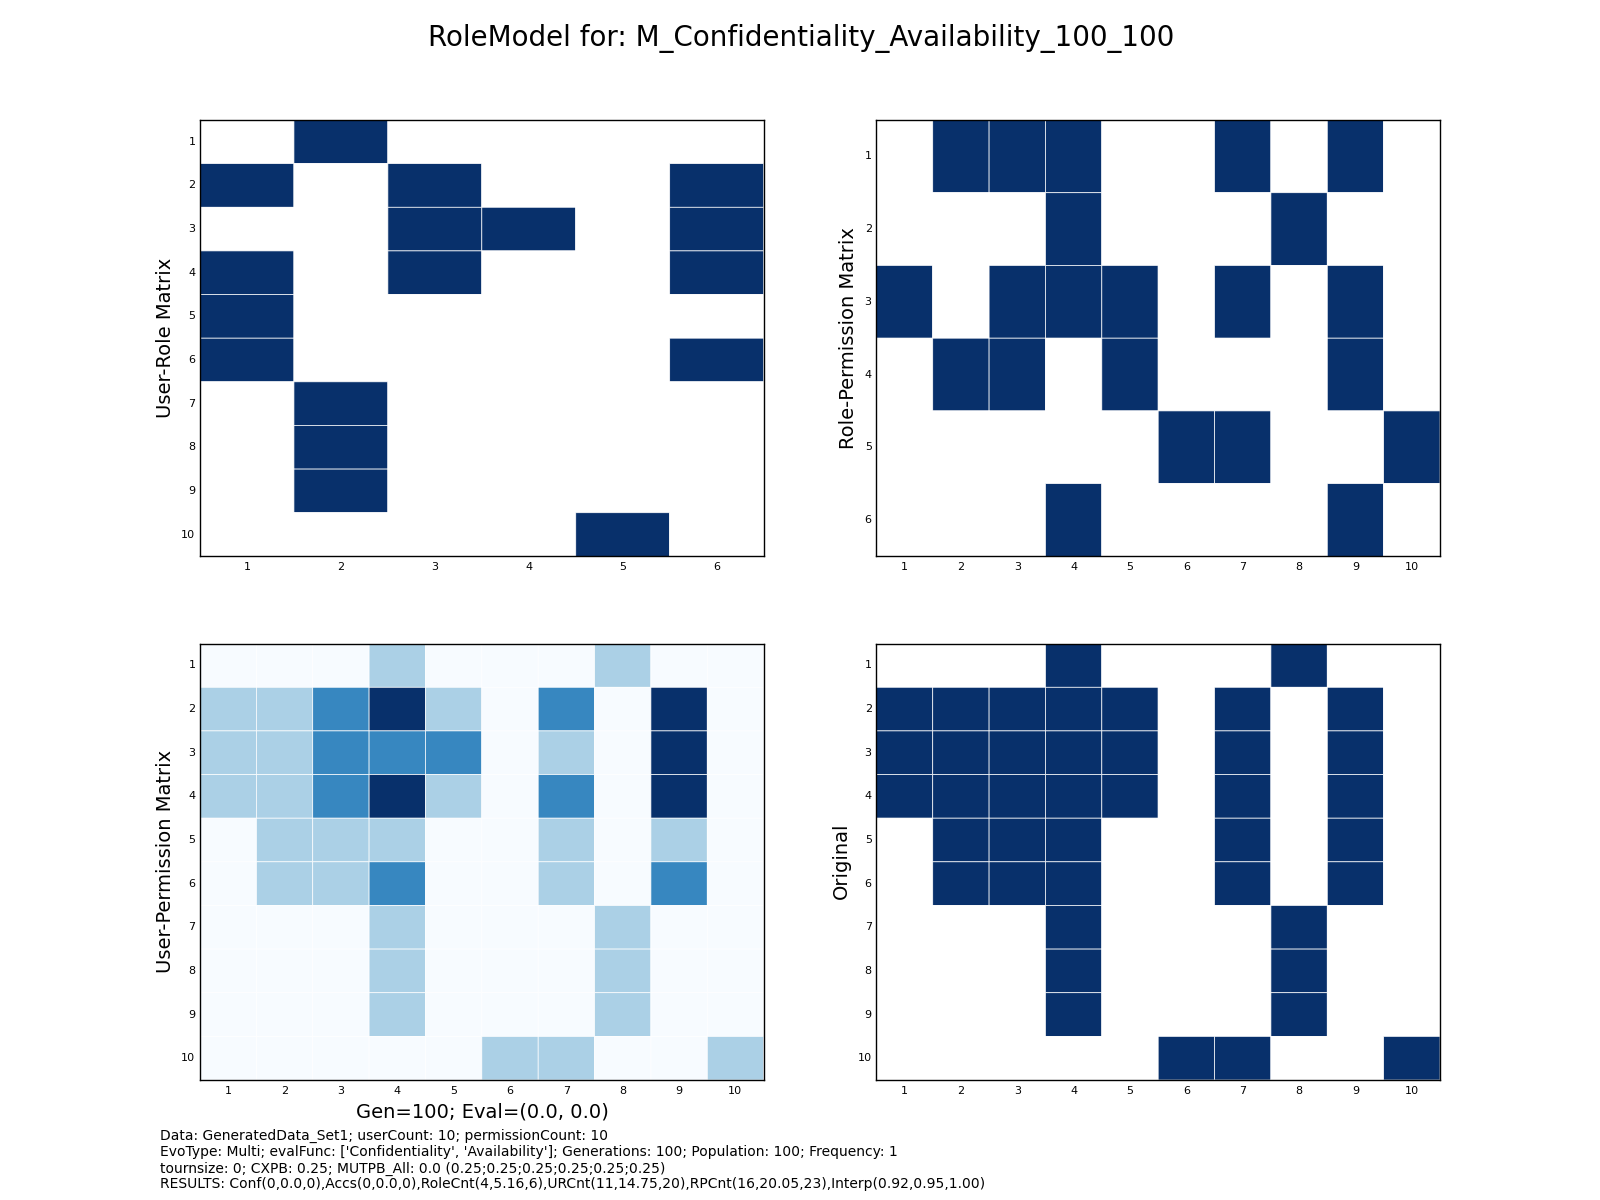 RoleModel for: M_Confidentiality_Availability_100_100
User-Role Matrix
1
2
3
4
5
6
7
8
9
10
1 2 3 4 5 6
Role-Permission Matrix
1
2
3
4
5
6
1 2 3 4 5 6 7 8 9 10
User-Permission Matrix
1
2
3
4
5
6
7
8
9
10
1 2 3 4 5 6 7 8 9 10
Gen=100; Eval=(0.0, 0.0)
Original
1
2
3
4
5
6
7
8
9
10
1 2 3 4 5 6 7 8 9 10
Data: GeneratedData_Set1; userCount: 10; permissionCount: 10
EvoType: Multi; evalFunc: ['Confidentiality', 'Availability']; Generations: 100; Population: 100; Frequency: 1
tournsize: 0; CXPB: 0.25; MUTPB_All: 0.0 (0.25;0.25;0.25;0.25;0.25;0.25)
RESULTS: Conf(0,0.0,0),Accs(0,0.0,0),RoleCnt(4,5.16,6),URCnt(11,14.75,20),RPCnt(16,20.05,23),Interp(0.92,0.95,1.00)